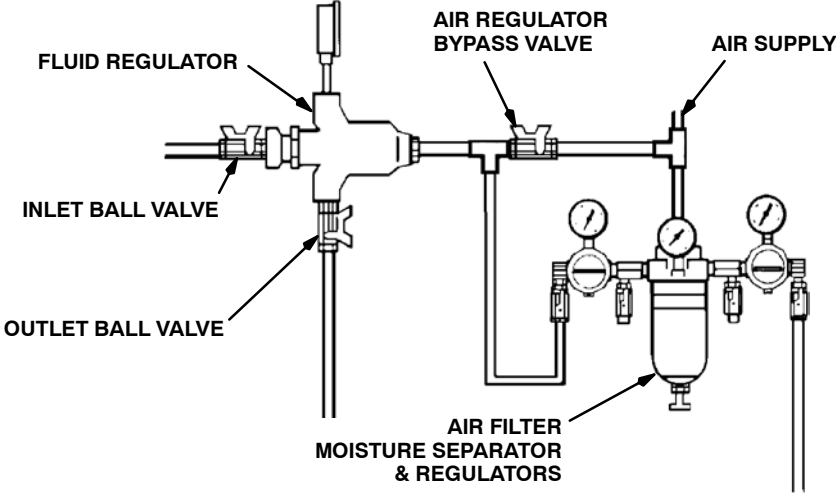 AIR REGULATOR
BYPASS VALVE
AIR SUPPLY
FLUID REGULATOR
INLET BALL VALVE
OUTLET BALL VALVE
AIR FILTER
MOISTURE SEPARATOR
& REGULATORS